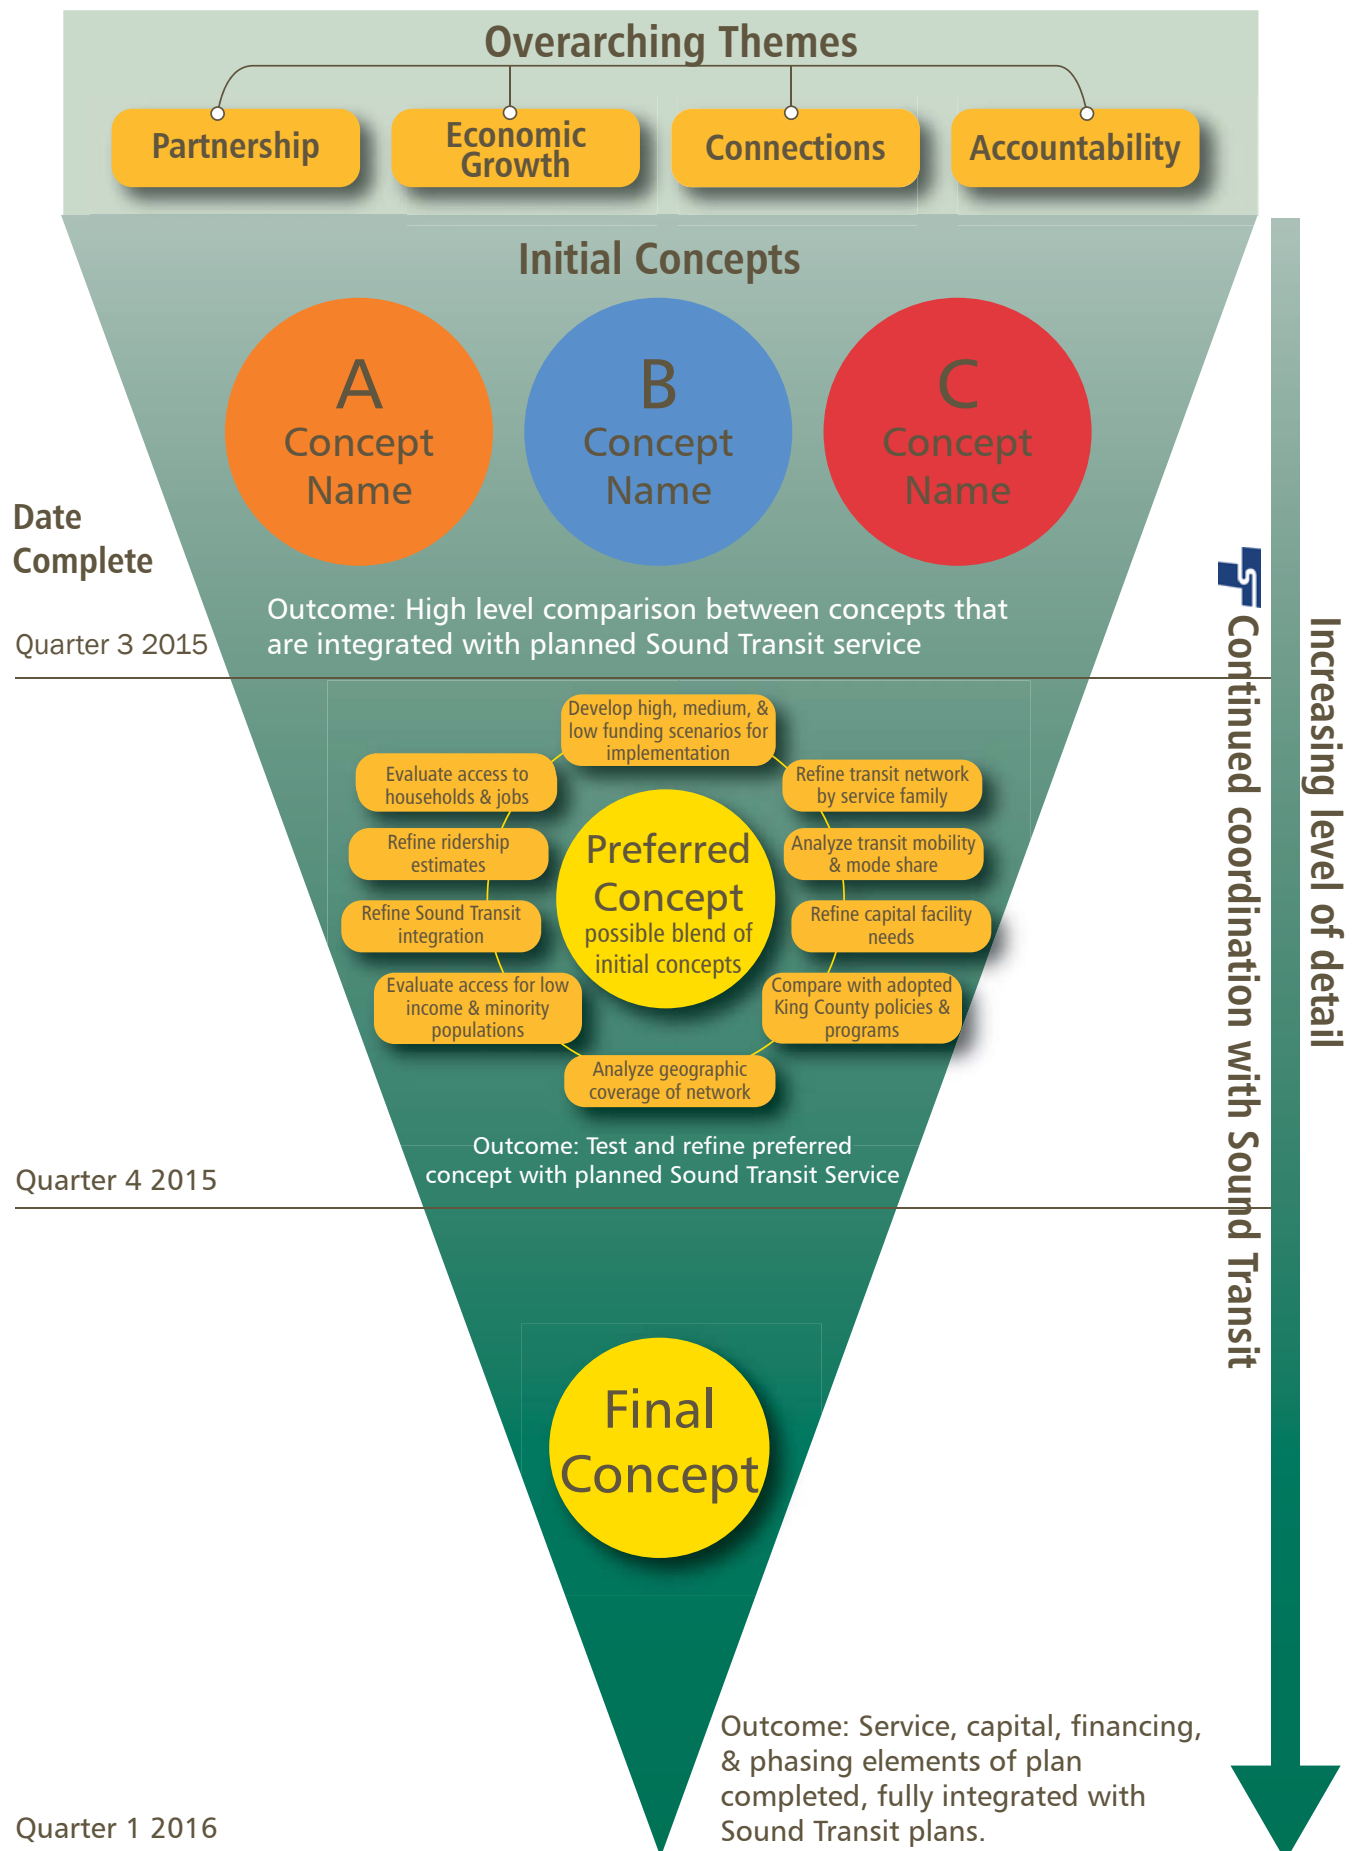 Overarching Themes
Partnership
Economic
Growth
Connections
Accountability
Initial Concepts
A
Concept
Name
B
Concept
Name
C
Concept
Name
Date
Complete
Outcome: High level comparison between concepts that
are integrated with planned Sound Transit service
Quarter 3 2015
Develop high, medium, &
low funding scenarios for
implementation
Evaluate access to
households & jobs
Refine transit network
by service family
Refine ridership
estimates
Analyze transit mobility
& mode share
Refine Sound Transit
integration
Refine capital facility
needs
Evaluate access for low
income & minority
populations
Compare with adopted
King County policies &
programs
Analyze geographic
coverage of network
Preferred
Concept
possible blend of
initial concepts
Outcome: Test and refine preferred
concept with planned Sound Transit Service
Quarter 4 2015
Final
Concept
Outcome: Service, capital, financing,
& phasing elements of plan
completed, fully integrated with
Sound Transit plans.
Quarter 1 2016
Continued coordination with Sound Transit
Increasing level of detail